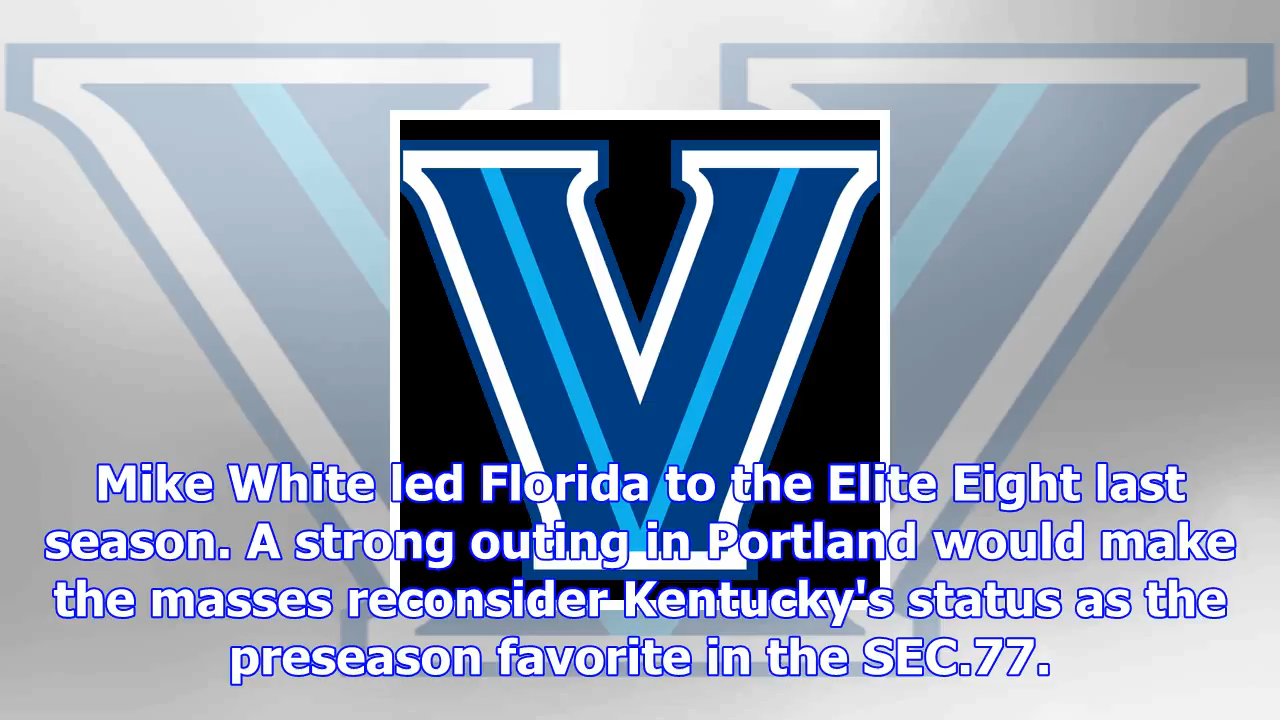 V
Mike White led Florida to the Elite Eight last
season. A strong outing in Portland would make
the masses reconsider Kentucky's status as the
preseason favorite in the SEC.77.